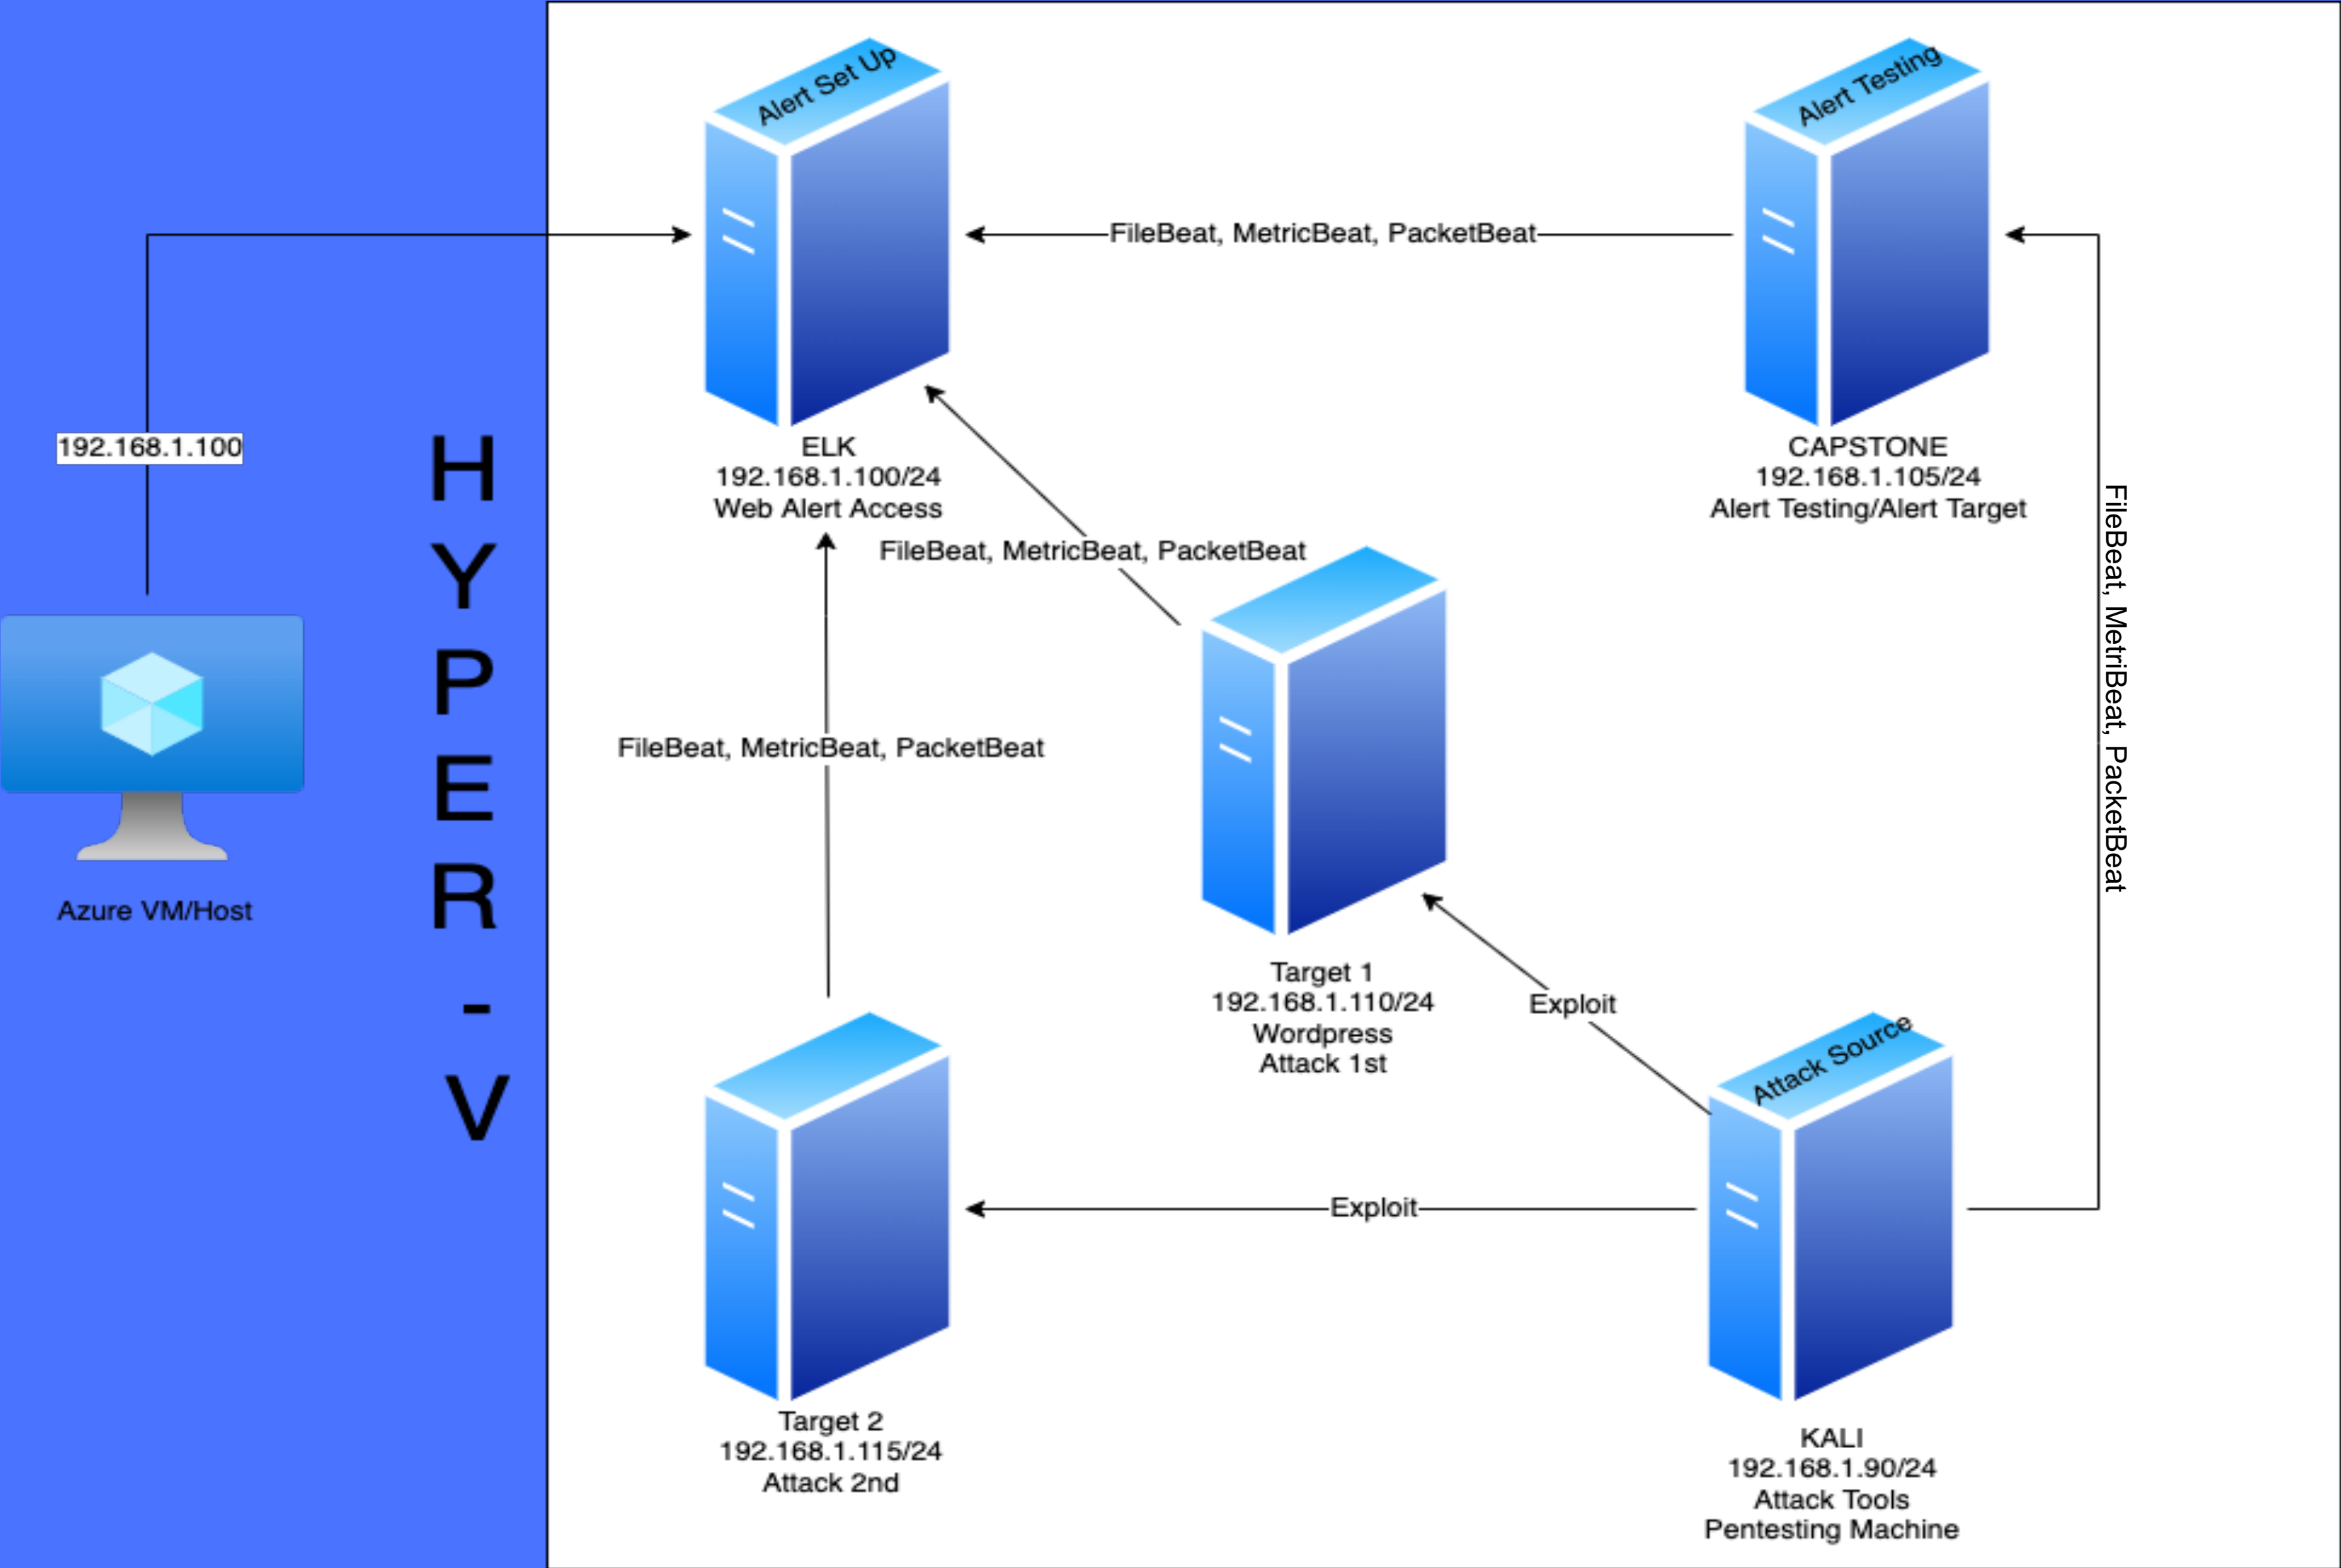 Alert Set Up
Alert Testing
FileBeat, MetricBeat, PacketBeat
192.168.1.100
ELK
192.168.1.100/24
Web Alert Access
CAPSTONE
192.168.1.105/24
Alert Testing/Alert Target
H
Y
P
E
R
-
V
FileBeat, MetricBeat, PacketBeat
FileBeat, MetriBeat, PacketBeat
FileBeat, MetricBeat, PacketBeat
Azure VM/Host
Target 1
192.168.1.110/24
Wordpress
Attack 1st
Exploit
Attack Source
Exploit
Target 2
192.168.1.115/24
Attack 2nd
KALI
192.168.1.90/24
Attack Tools
Pentesting Machine